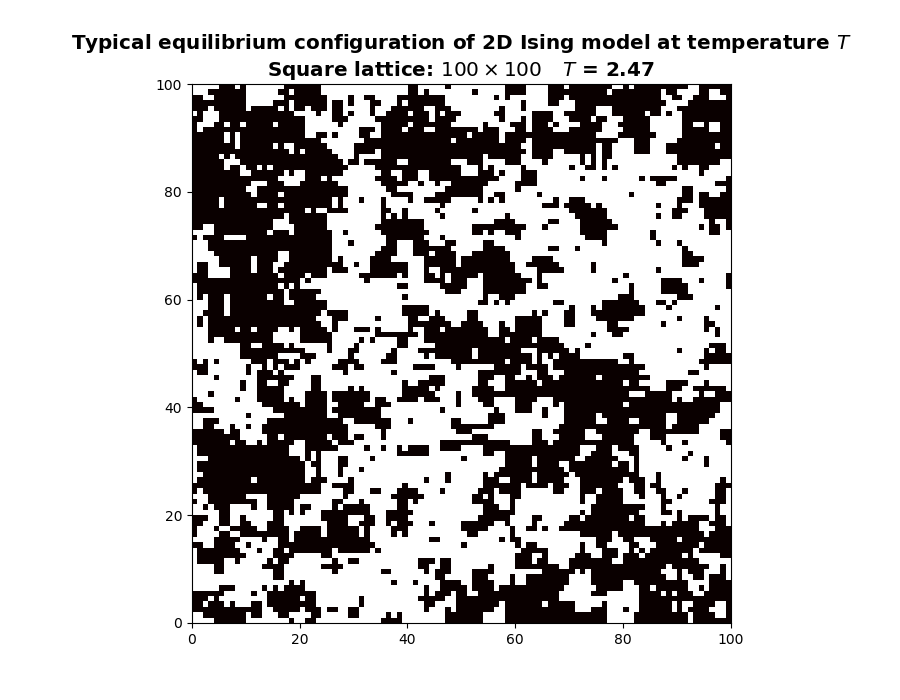 Typical equilibrium configuration of 2D Ising model at temperature T
Square lattice: 100 × 100 T = 2.47
100
80
60
40
20
0
0 20 40 60 80 100